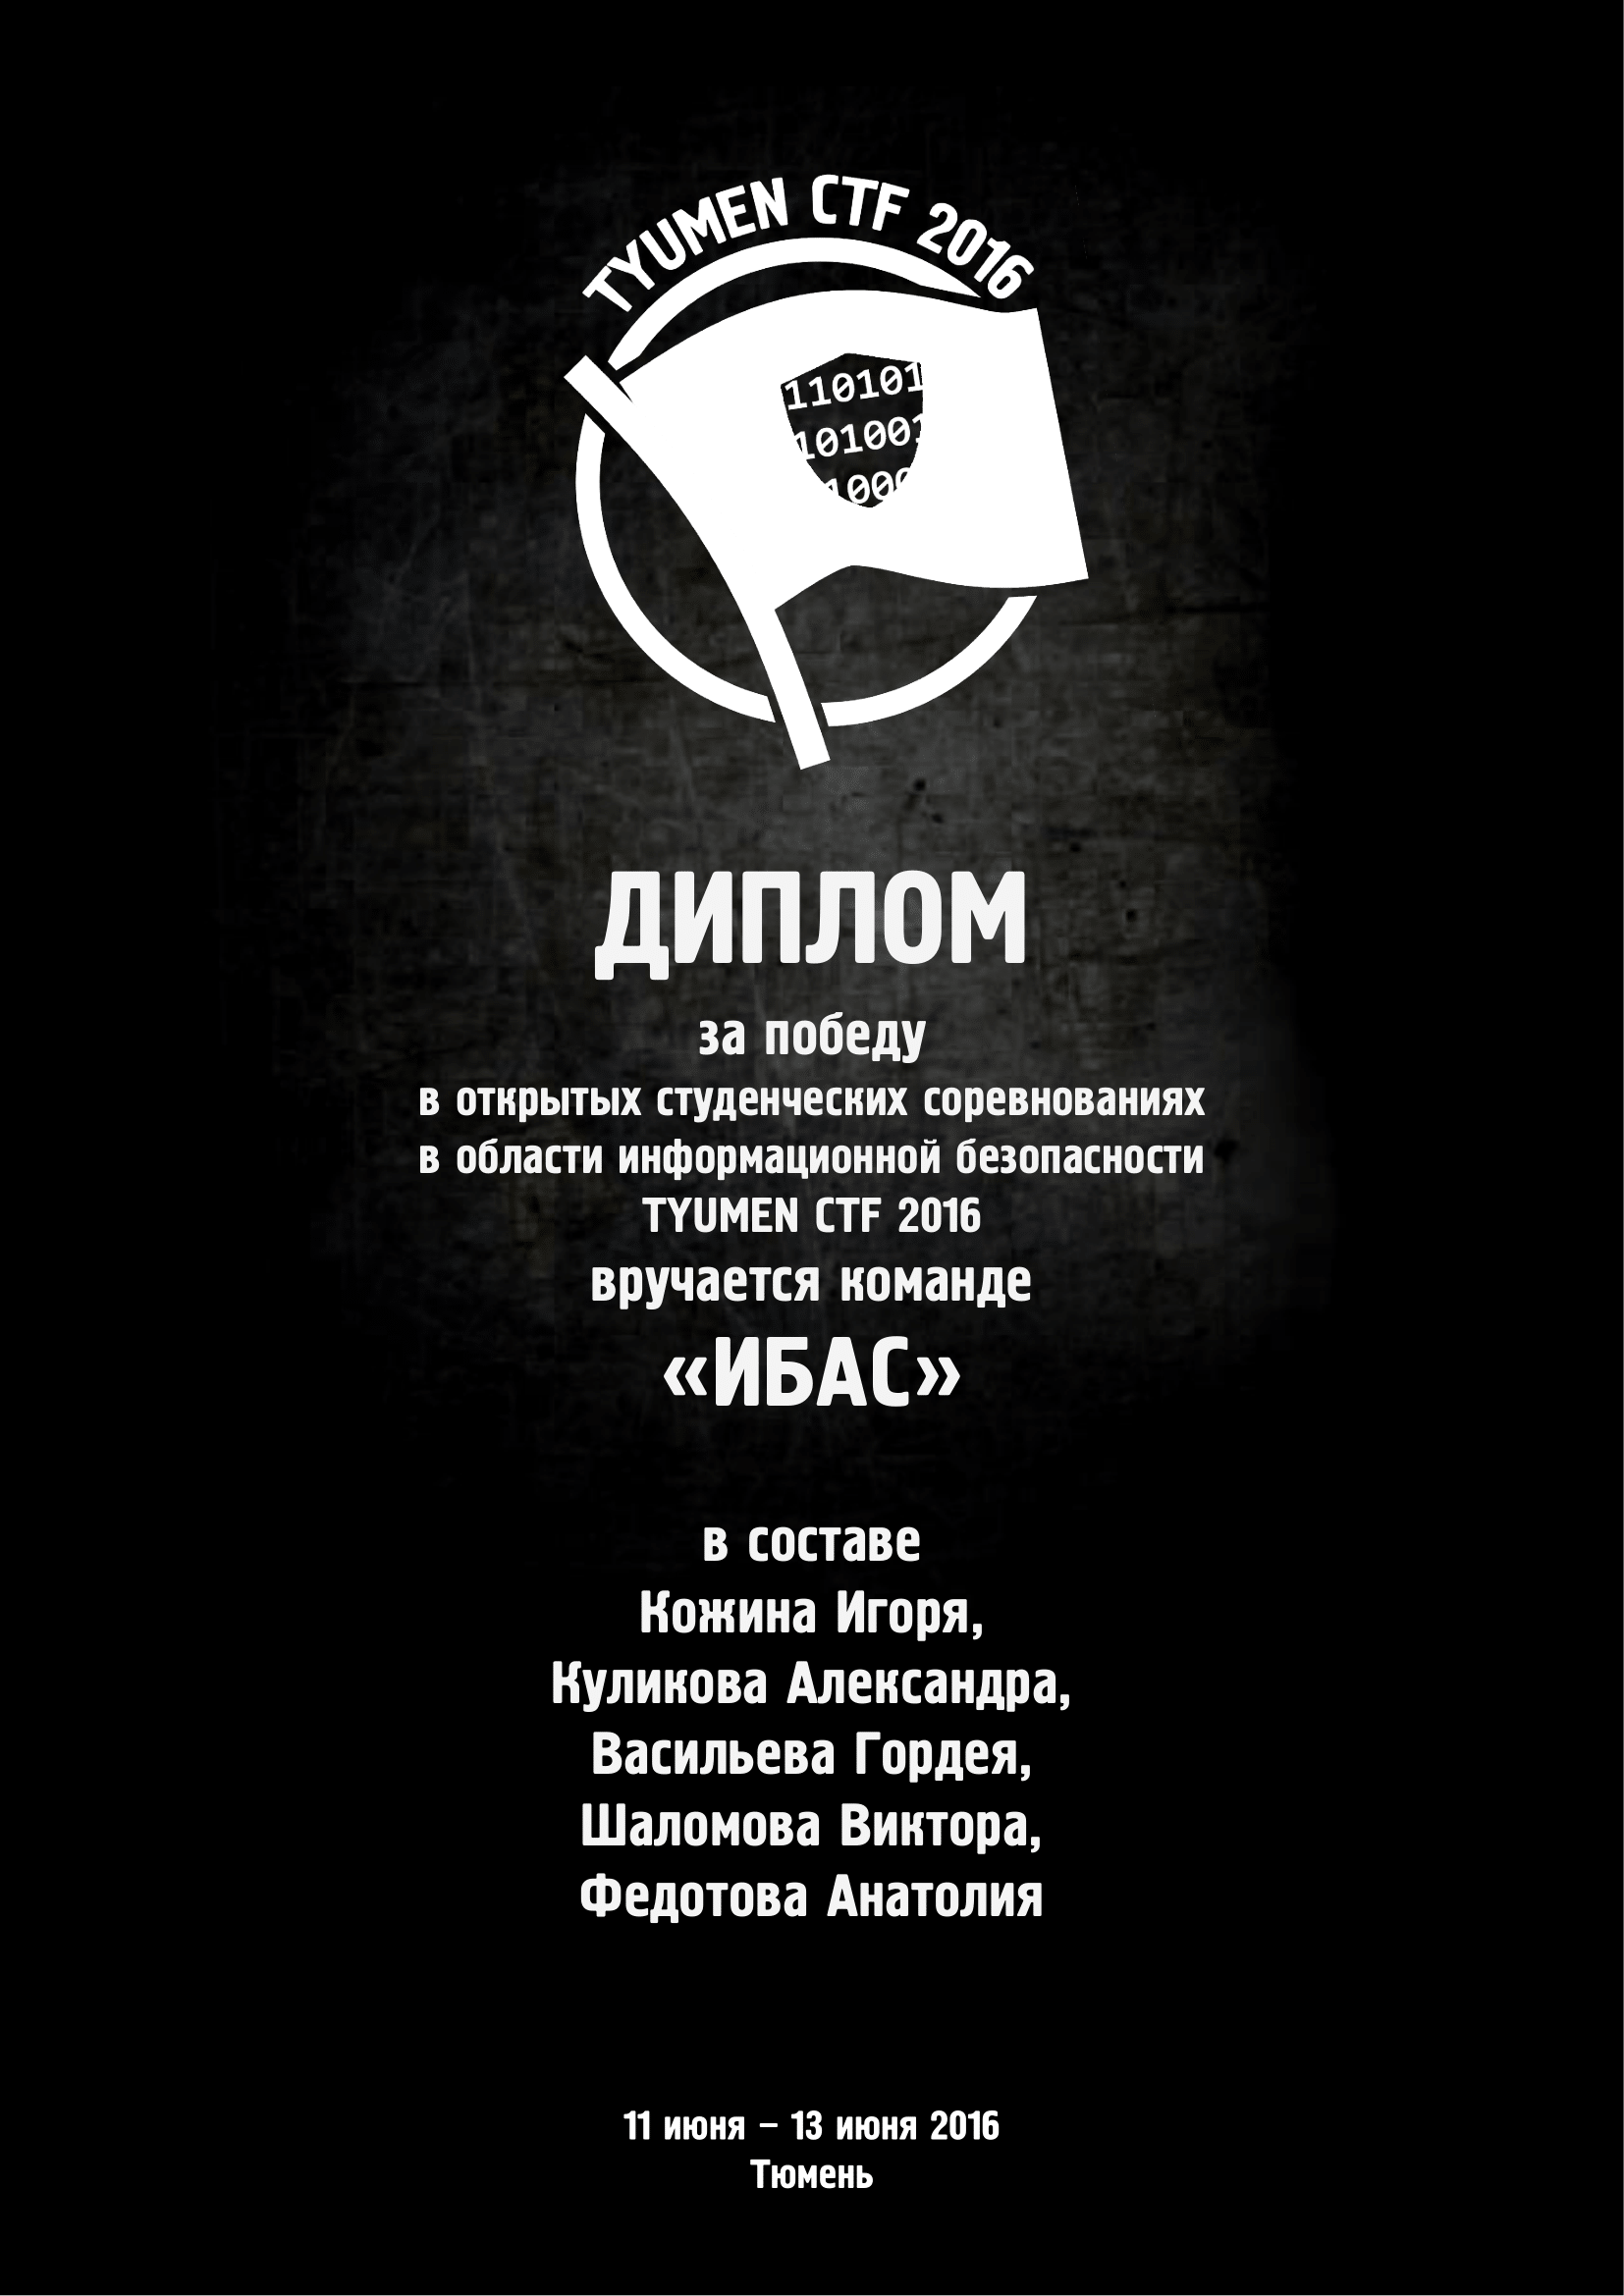 TYUMEN CTF 2016
110101
101001
1000
ДИПЛОМ
за победу
в открытых студенческих соревнованиях
в области информационной безопасности
TYUMEN CTF 2016
вручается команде
«ИБАС»
в составе
Кожина Игоря,
Куликова Александра,
Васильева Гордея,
Шаломова Виктора,
Федотова Анатолия
11 июня – 13 июня 2016
Тюмень